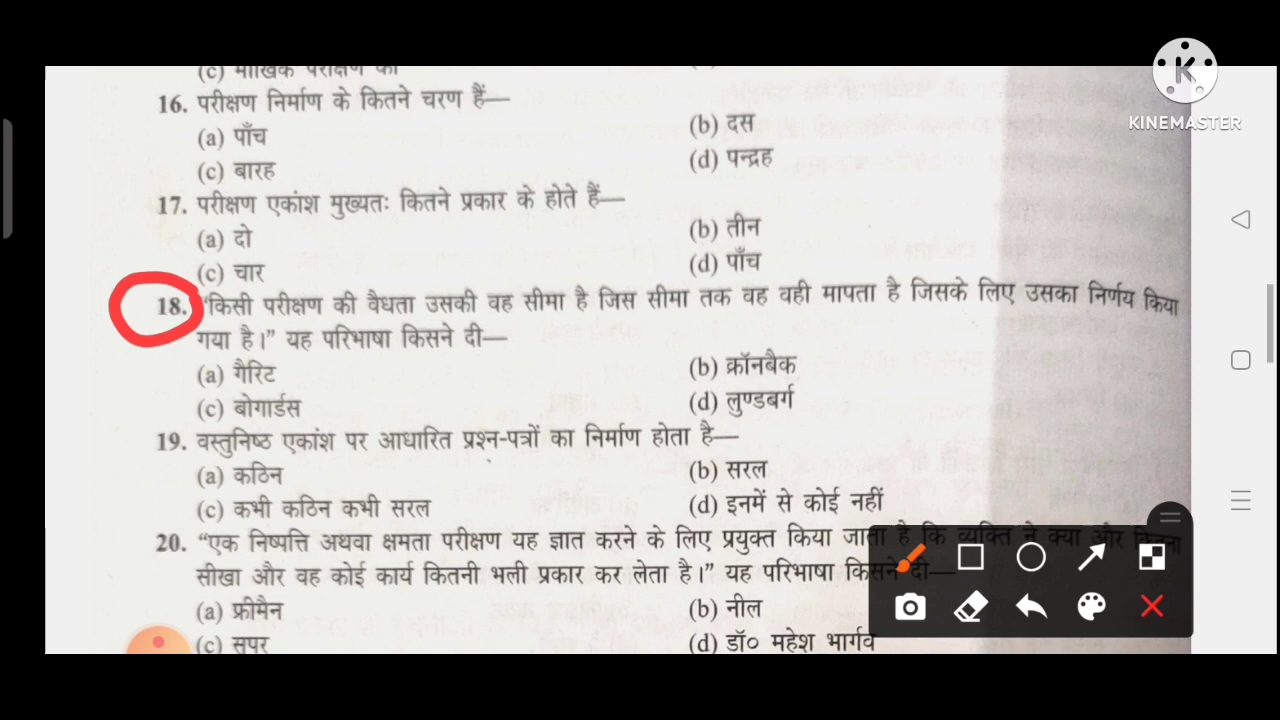 (c) मौखिक परीक्षण का
KINEMASTER
16. परीक्षण निर्माण के कितने चरण हैं—
(a) पाँच (b) दस
(c) बारह (d) पन्द्रह
17. परीक्षण एकांश मुख्यतः कितने प्रकार के होते हैं—
(a) दो (b) तीन
(c) चार (d) पाँच
18. "किसी परीक्षण की वैधता उसकी वह सीमा है जिस सीमा तक वह वही मापता है जिसके लिए उसका निर्णय किया
गया है।" यह परिभाषा किसने दी—
(a) गैरिट (b) क्रॉनबैक
(c) बोगार्डस (d) लुण्डबर्ग
19. वस्तुनिष्ठ एकांश पर आधारित प्रश्न-पत्रों का निर्माण होता है—
(a) कठिन (b) सरल
(c) कभी कठिन कभी सरल (d) इनमें से कोई नहीं
20. "एक निष्पत्ति अथवा क्षमता परीक्षण यह ज्ञात करने के लिए प्रयुक्त किया जाता है कि व्यक्ति ने क्या और कितना
सीखा और वह कोई कार्य कितनी भली प्रकार कर लेता है।" यह परिभाषा किसने दी—
(a) फ्रीमैन (b) नील
(c) सुपर (d) डॉ० महेश भार्गव